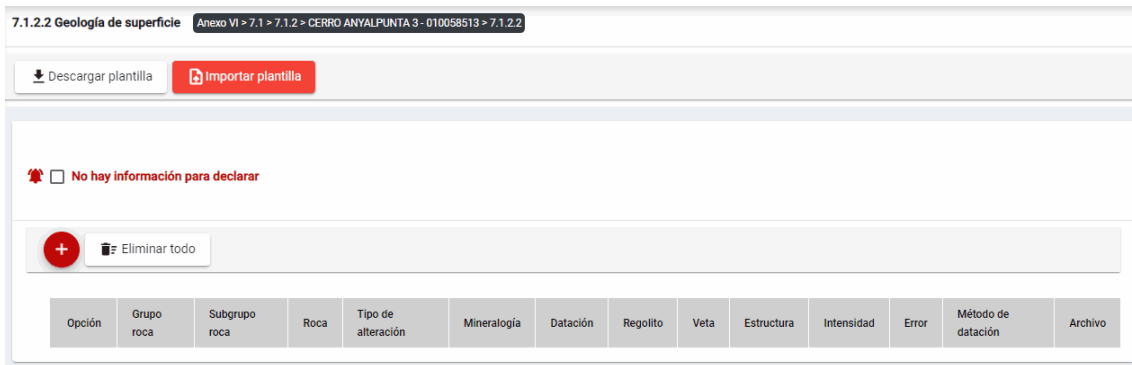 7.1.2.2 Geología de superficie Anexo VI > 7.1 > 7.1.2 > CERRO ANYALPUNTA 3 - 010058513 > 7.1.2.2
Descargar plantilla Importar plantilla
No hay información para declarar
+ Eliminar todo
Opción Grupo roca Subgrupo roca Roca Tipo de alteración Mineralogía Datación Regolito Veta Estructura Intensidad Error Método de datación Archivo